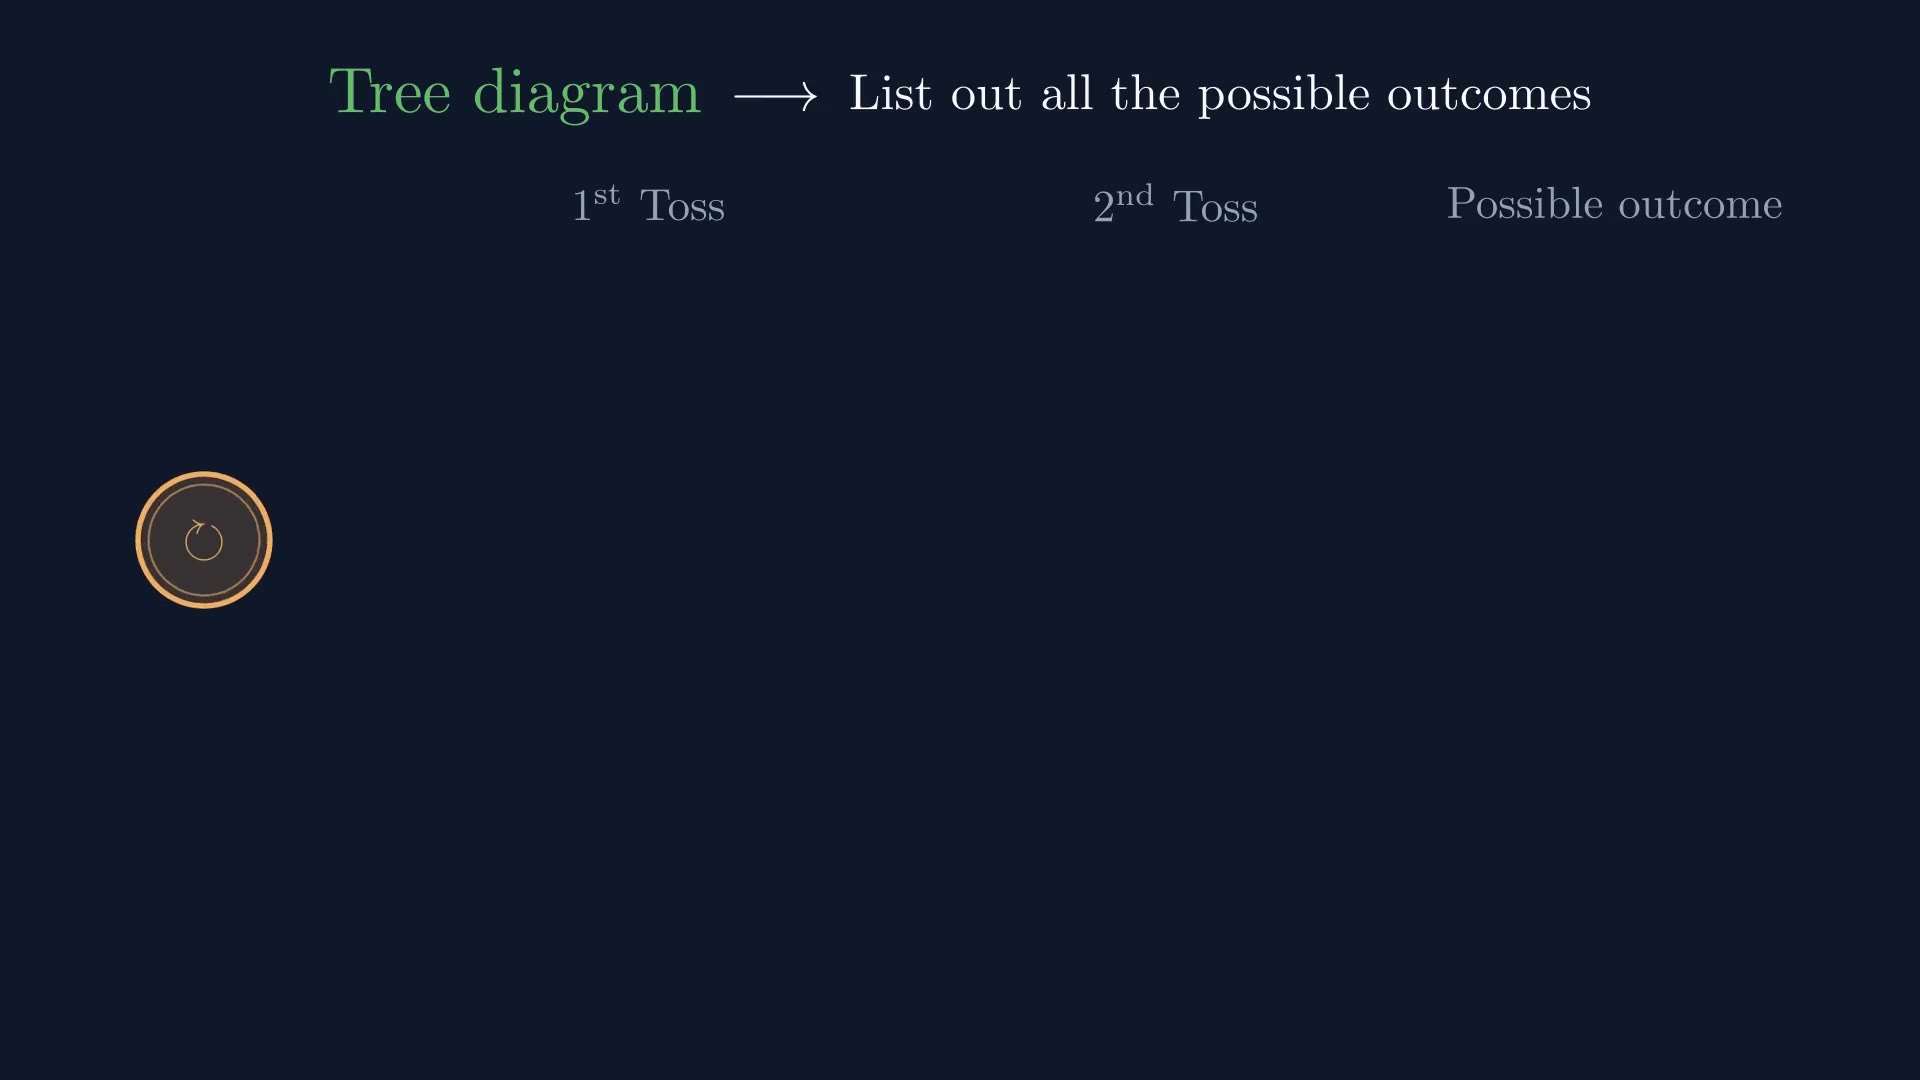 Tree diagram ⟶ List out all the possible outcomes
1st Toss 2nd Toss Possible outcome